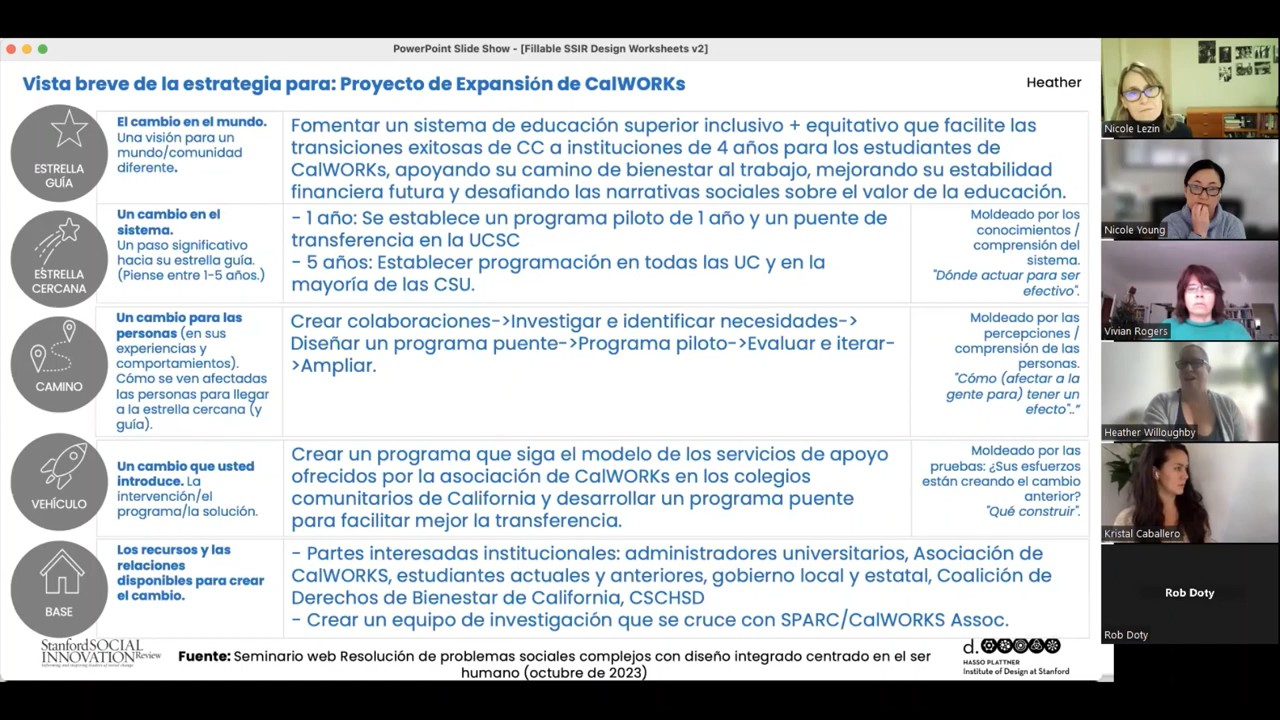 PowerPoint Slide Show - [Fillable SSIR Design Worksheets v2]
Vista breve de la estrategia para: Proyecto de Expansión de CalWORKs
Heather
ESTRELLA
GUÍA
El cambio en el mundo.
Una visión para un
mundo/comunidad
diferente.
Fomentar un sistema de educación superior inclusivo + equitativo que facilite las
transiciones exitosas de CC a instituciones de 4 años para los estudiantes de
CalWORKs, apoyando su camino de bienestar al trabajo, mejorando su estabilidad
financiera futura y desafiando las narrativas sociales sobre el valor de la educación.
ESTRELLA
CERCANA
Un cambio en el
sistema.
Un paso significativo
hacia su estrella guía.
(Piense entre 1-5 años.)
- 1 año: Se establece un programa piloto de 1 año y un puente de
transferencia en la UCSC
- 5 años: Establecer programación en todas las UC y en la
mayoría de las CSU.
Moldeado por los
conocimientos /
comprensión del
sistema.
"Dónde actuar para ser
efectivo".
CAMINO
Un cambio para las
personas (en sus
experiencias y
comportamientos).
Cómo se ven afectadas
las personas para llegar
a la estrella cercana (y
guía).
Crear colaboraciones->Investigar e identificar necesidades->
Diseñar un programa puente->Programa piloto->Evaluar e iterar-
>Ampliar.
Moldeado por las
percepciones /
comprensión de las
personas.
"Cómo (afectar a la
gente para) tener un
efecto"..”
VEHÍCULO
Un cambio que usted
introduce. La
intervención/el
programa/la solución.
Crear un programa que siga el modelo de los servicios de apoyo
ofrecidos por la asociación de CalWORKs en los colegios
comunitarios de California y desarrollar un programa puente
para facilitar mejor la transferencia.
Moldeado por las
pruebas: ¿Sus esfuerzos
están creando el cambio
anterior?
"Qué construir".
BASE
Los recursos y las
relaciones
disponibles para crear
el cambio.
- Partes interesadas institucionales: administradores universitarios, Asociación de
CalWORKS, estudiantes actuales y anteriores, gobierno local y estatal, Coalición de
Derechos de Bienestar de California, CSCHSD
- Crear un equipo de investigación que se cruce con SPARC/CalWORKS Assoc.
Stanford SOCIAL
INNOVATION Review
Informing and inspiring leaders of social change
Fuente: Seminario web Resolución de problemas sociales complejos con diseño integrado centrado en el ser
humano (octubre de 2023)
d.
HASSO PLATTNER
Institute of Design at Stanford
Nicole Lezin
Nicole Young
Vivian Rogers
Heather Willoughby
Kristal Caballero
Rob Doty
Rob Doty